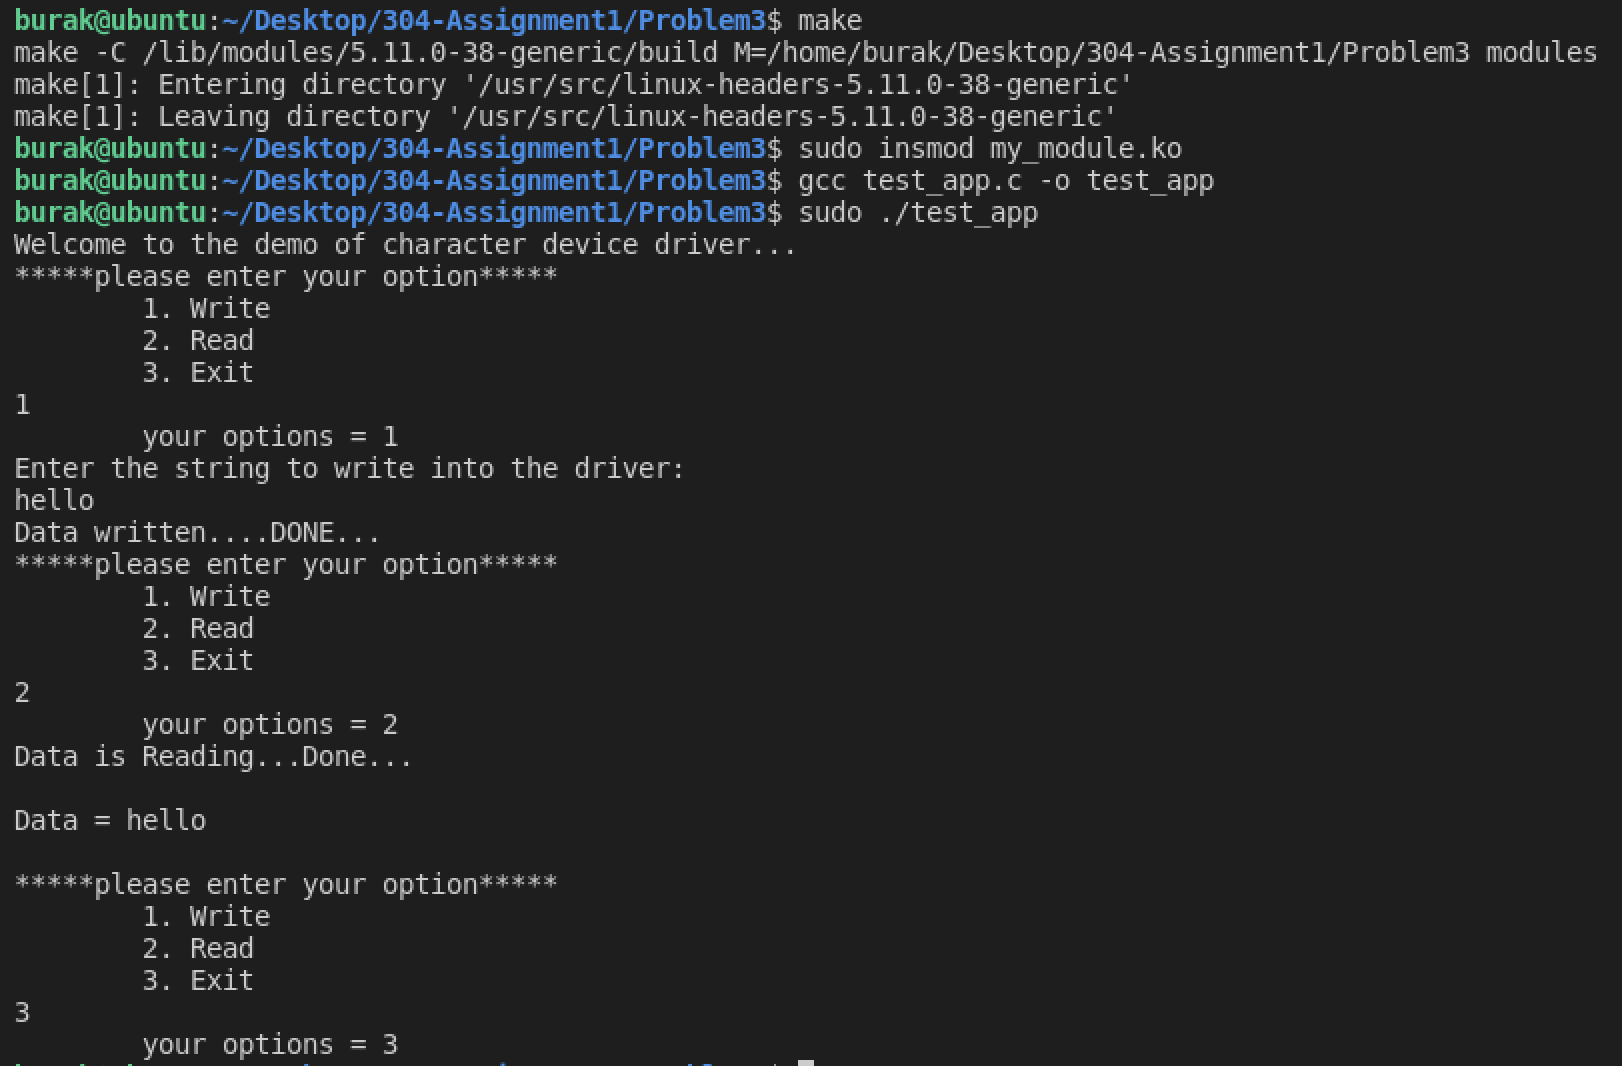 burak@ubuntu:~/Desktop/304-Assignment1/Problem3$ make
make -C /lib/modules/5.11.0-38-generic/build M=/home/burak/Desktop/304-Assignment1/Problem3 modules
make[1]: Entering directory '/usr/src/linux-headers-5.11.0-38-generic'
make[1]: Leaving directory '/usr/src/linux-headers-5.11.0-38-generic'
burak@ubuntu:~/Desktop/304-Assignment1/Problem3$ sudo insmod my_module.ko
burak@ubuntu:~/Desktop/304-Assignment1/Problem3$ gcc test_app.c -o test_app
burak@ubuntu:~/Desktop/304-Assignment1/Problem3$ sudo ./test_app
Welcome to the demo of character device driver...
*****please enter your option*****
        1. Write
        2. Read
        3. Exit
1
        your options = 1
Enter the string to write into the driver:
hello
Data written....DONE...
*****please enter your option*****
        1. Write
        2. Read
        3. Exit
2
        your options = 2
Data is Reading...Done...

Data = hello

*****please enter your option*****
        1. Write
        2. Read
        3. Exit
3
        your options = 3